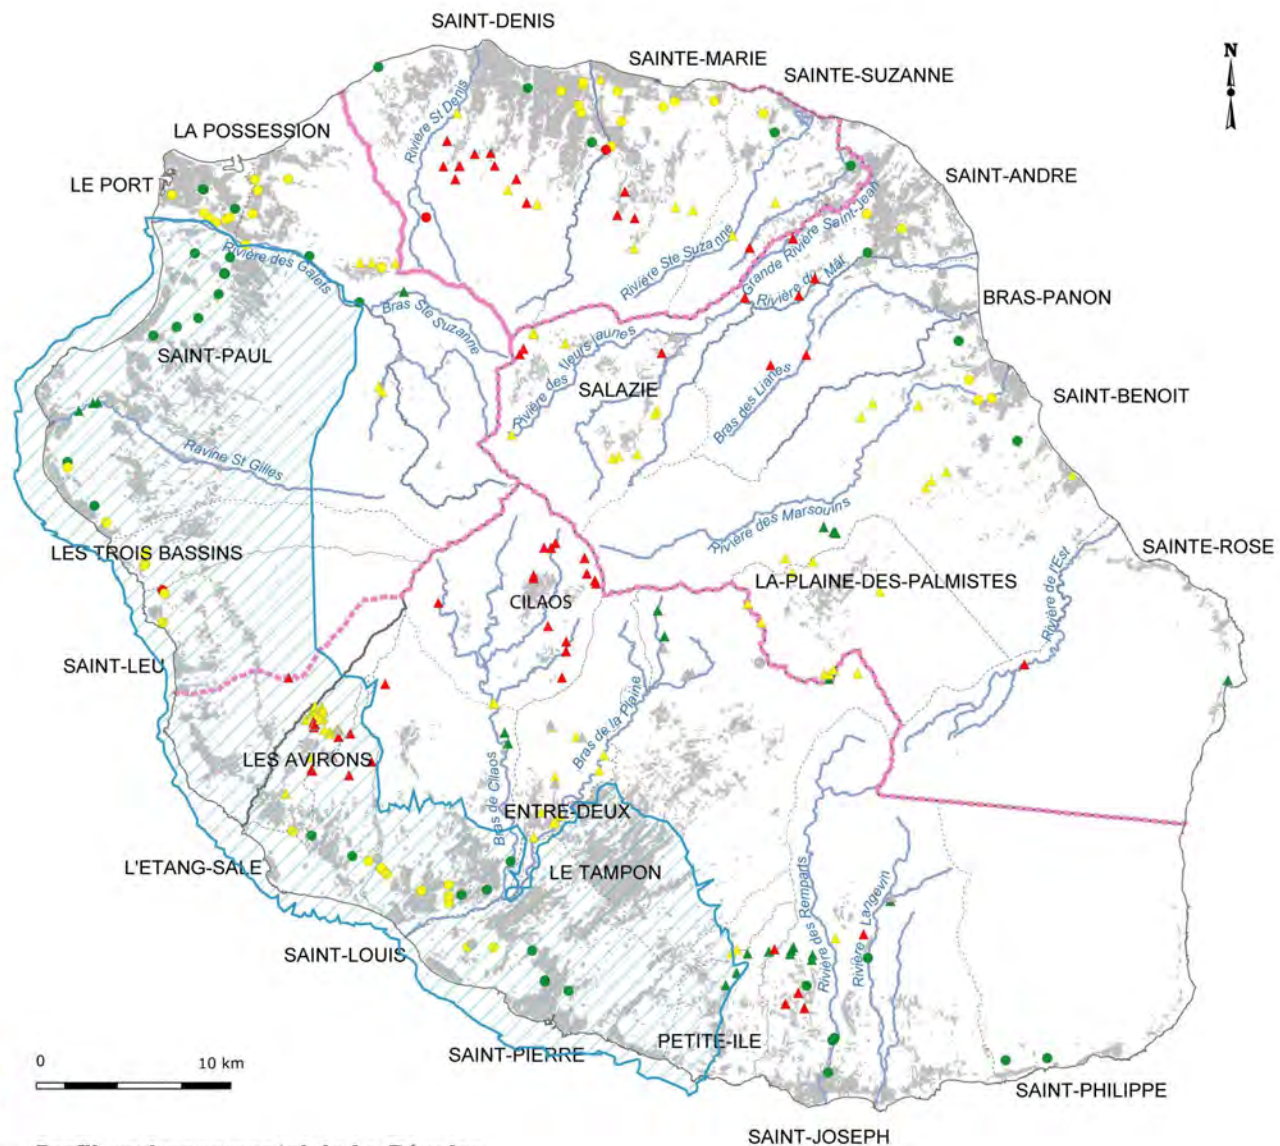 SAINT-DENIS
SAINTE-MARIE
SAINTE-SUZANNE
N
LA POSSESSION
LE PORT
Rivière St Denis
SAINT-ANDRE
Rivière Ste Suzanne
Grande Rivière Saint-Jean
Rivière du Mât
Rivière des Galets
Bras Ste Suzanne
BRAS-PANON
SAINT-PAUL
Rivière des fleurs jaunes
SALAZIE
Bras des Lianes
SAINT-BENOIT
Ravine St Gilles
Rivière des Marsouins
LES TROIS BASSINS
SAINTE-ROSE
CILAOS
LA-PLAINE-DES-PALMISTES
Rivière de l'Est
SAINT-LEU
Bras de la Plaine
LES AVIRONS
Bras de Cilaos
ENTRE-DEUX
L'ETANG-SALE
LE TAMPON
Rivière des Remparts
Rivière Langevin
SAINT-LOUIS
PETITE-ILE
SAINT-PIERRE
0 10 km
SAINT-PHILIPPE
SAINT-JOSEPH